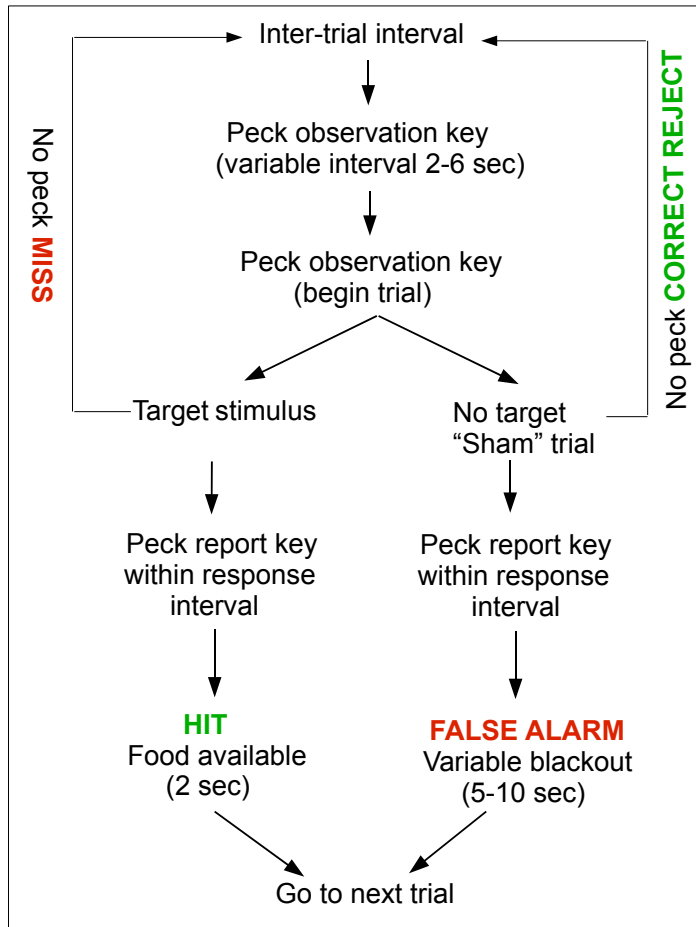 Inter-trial interval
Peck observation key
(variable interval 2-6 sec)
Peck observation key
(begin trial)
No peck MISS
No peck CORRECT REJECT
Target stimulus
No target
“Sham” trial
Peck report key
within response
interval
Peck report key
within response
interval
HIT
Food available
(2 sec)
FALSE ALARM
Variable blackout
(5-10 sec)
Go to next trial